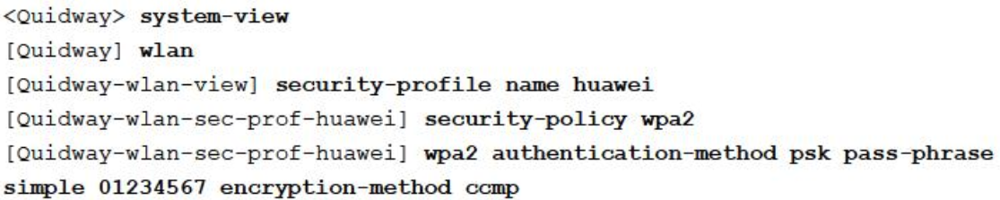 <Quidway> system-view
[Quidway] wlan
[Quidway-wlan-view] security-profile name huawei
[Quidway-wlan-sec-prof-huawei] security-policy wpa2
[Quidway-wlan-sec-prof-huawei] wpa2 authentication-method psk pass-phrase
simple 01234567 encryption-method ccmp